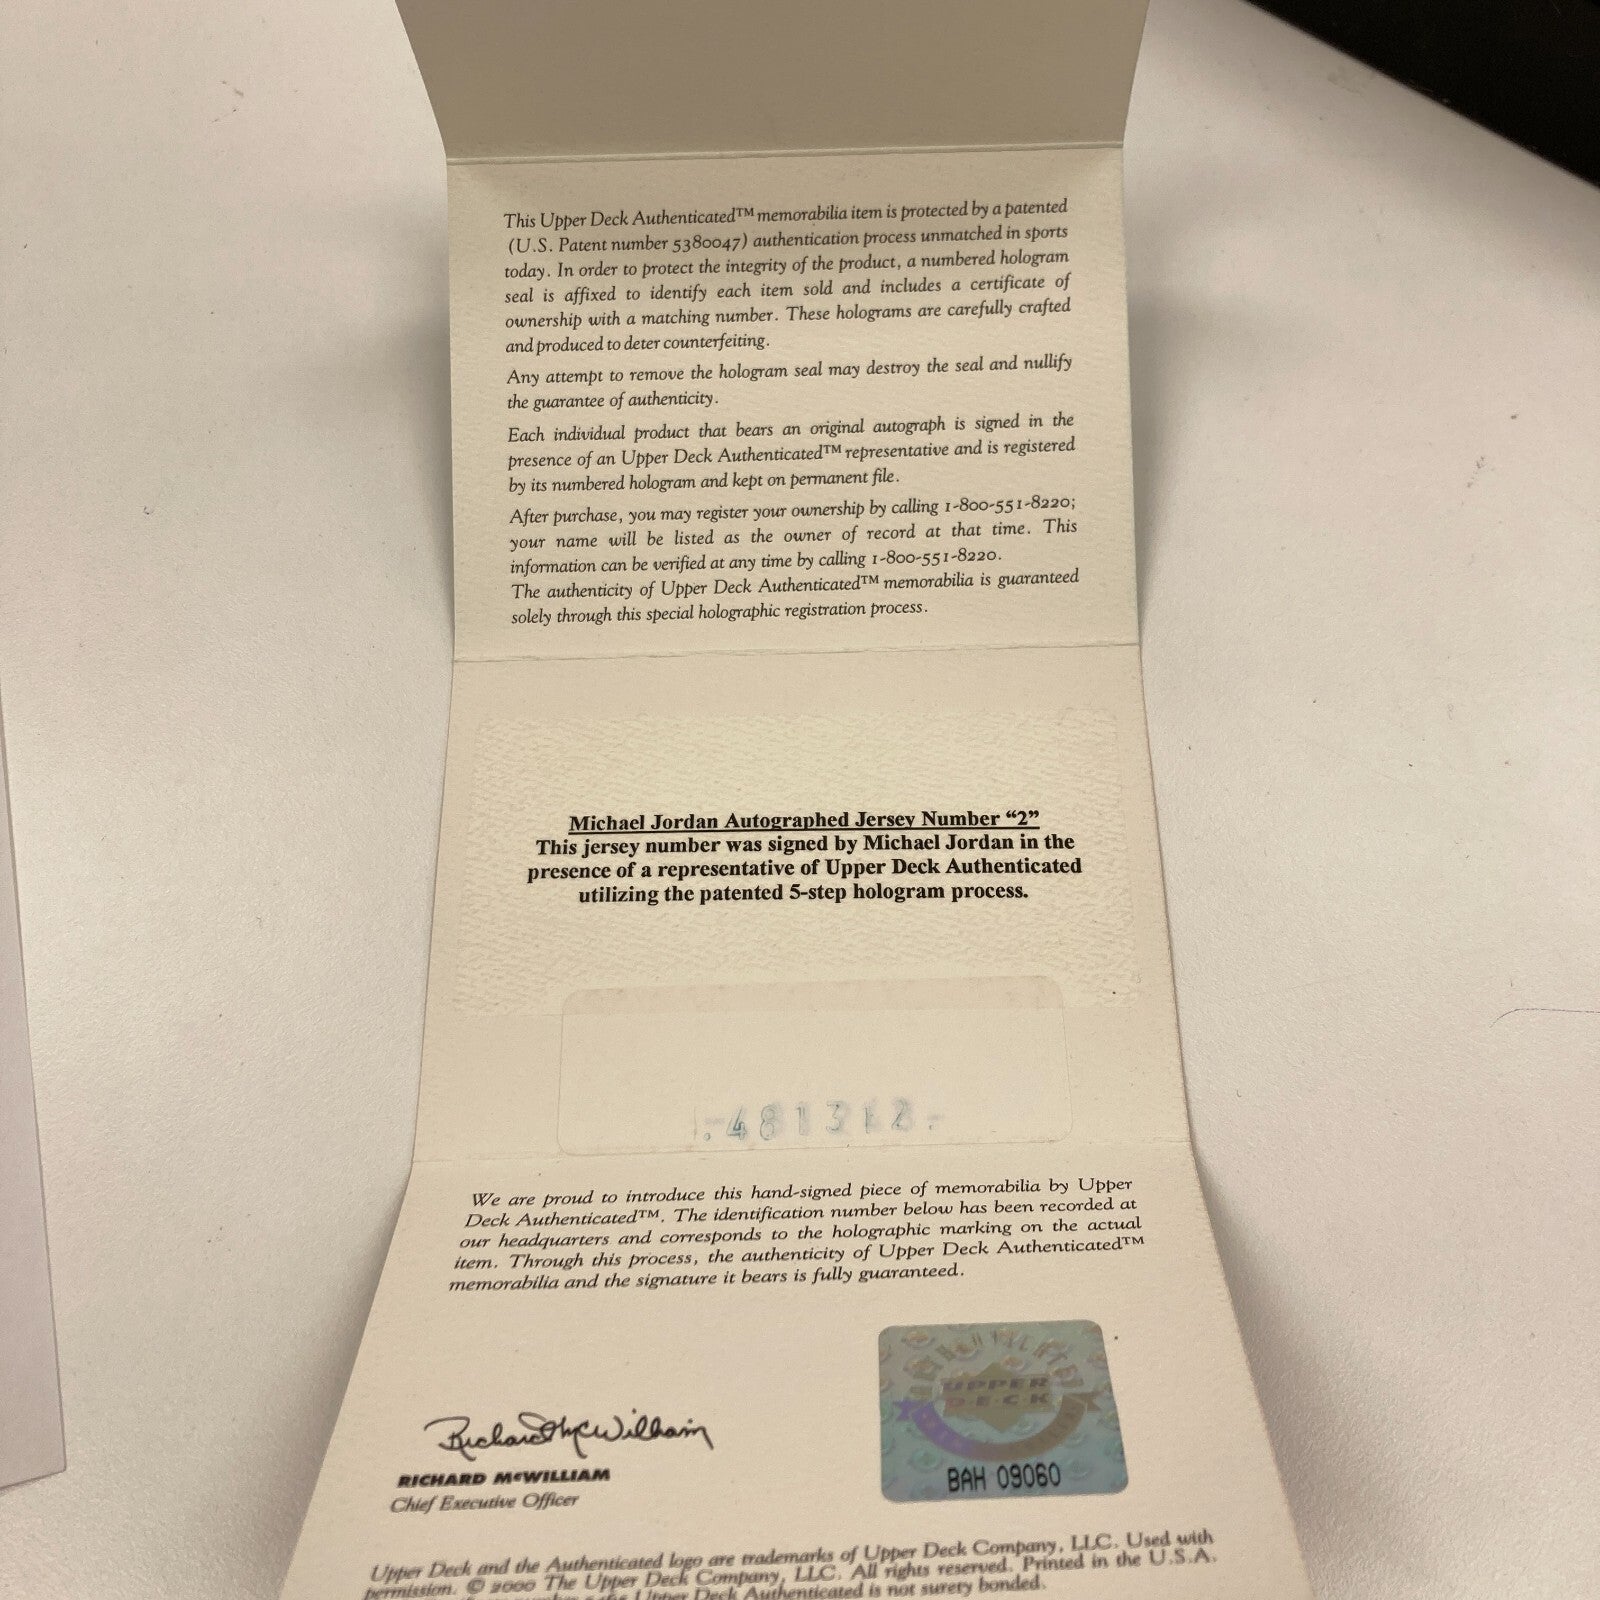 This Upper Deck Authenticated™ memorabilia item is protected by a patented
(U.S. Patent number 5380047) authentication process unmatched in sports
today. In order to protect the integrity of the product, a numbered hologram
seal is affixed to identify each item sold and includes a certificate of
ownership with a matching number. These holograms are carefully crafted
and produced to deter counterfeiting.
Any attempt to remove the hologram seal may destroy the seal and nullify
the guarantee of authenticity.
Each individual product that bears an original autograph is signed in the
presence of an Upper Deck Authenticated™ representative and is registered
by its numbered hologram and kept on permanent file.
After purchase, you may register your ownership by calling 1-800-551-8220;
your name will be listed as the owner of record at that time. This
information can be verified at any time by calling 1-800-551-8220.
The authenticity of Upper Deck Authenticated™ memorabilia is guaranteed
solely through this special holographic registration process.
Michael Jordan Autographed Jersey Number “2”
This jersey number was signed by Michael Jordan in the
presence of a representative of Upper Deck Authenticated
utilizing the patented 5-step hologram process.
481312
We are proud to introduce this hand-signed piece of memorabilia by Upper
Deck Authenticated™. The identification number below has been recorded at
our headquarters and corresponds to the holographic marking on the actual
item. Through this process, the authenticity of Upper Deck Authenticated™
memorabilia and the signature it bears is fully guaranteed.
UPPER
DECK
BAH 09060
Richard McWilliam
RICHARD McWILLIAM
Chief Executive Officer
Upper Deck and the Authenticated logo are trademarks of Upper Deck Company, LLC. Used with
permission. © 2000 The Upper Deck Company, LLC. All rights reserved. Printed in the U.S.A.
Upper Deck Authenticated is not surety bonded.